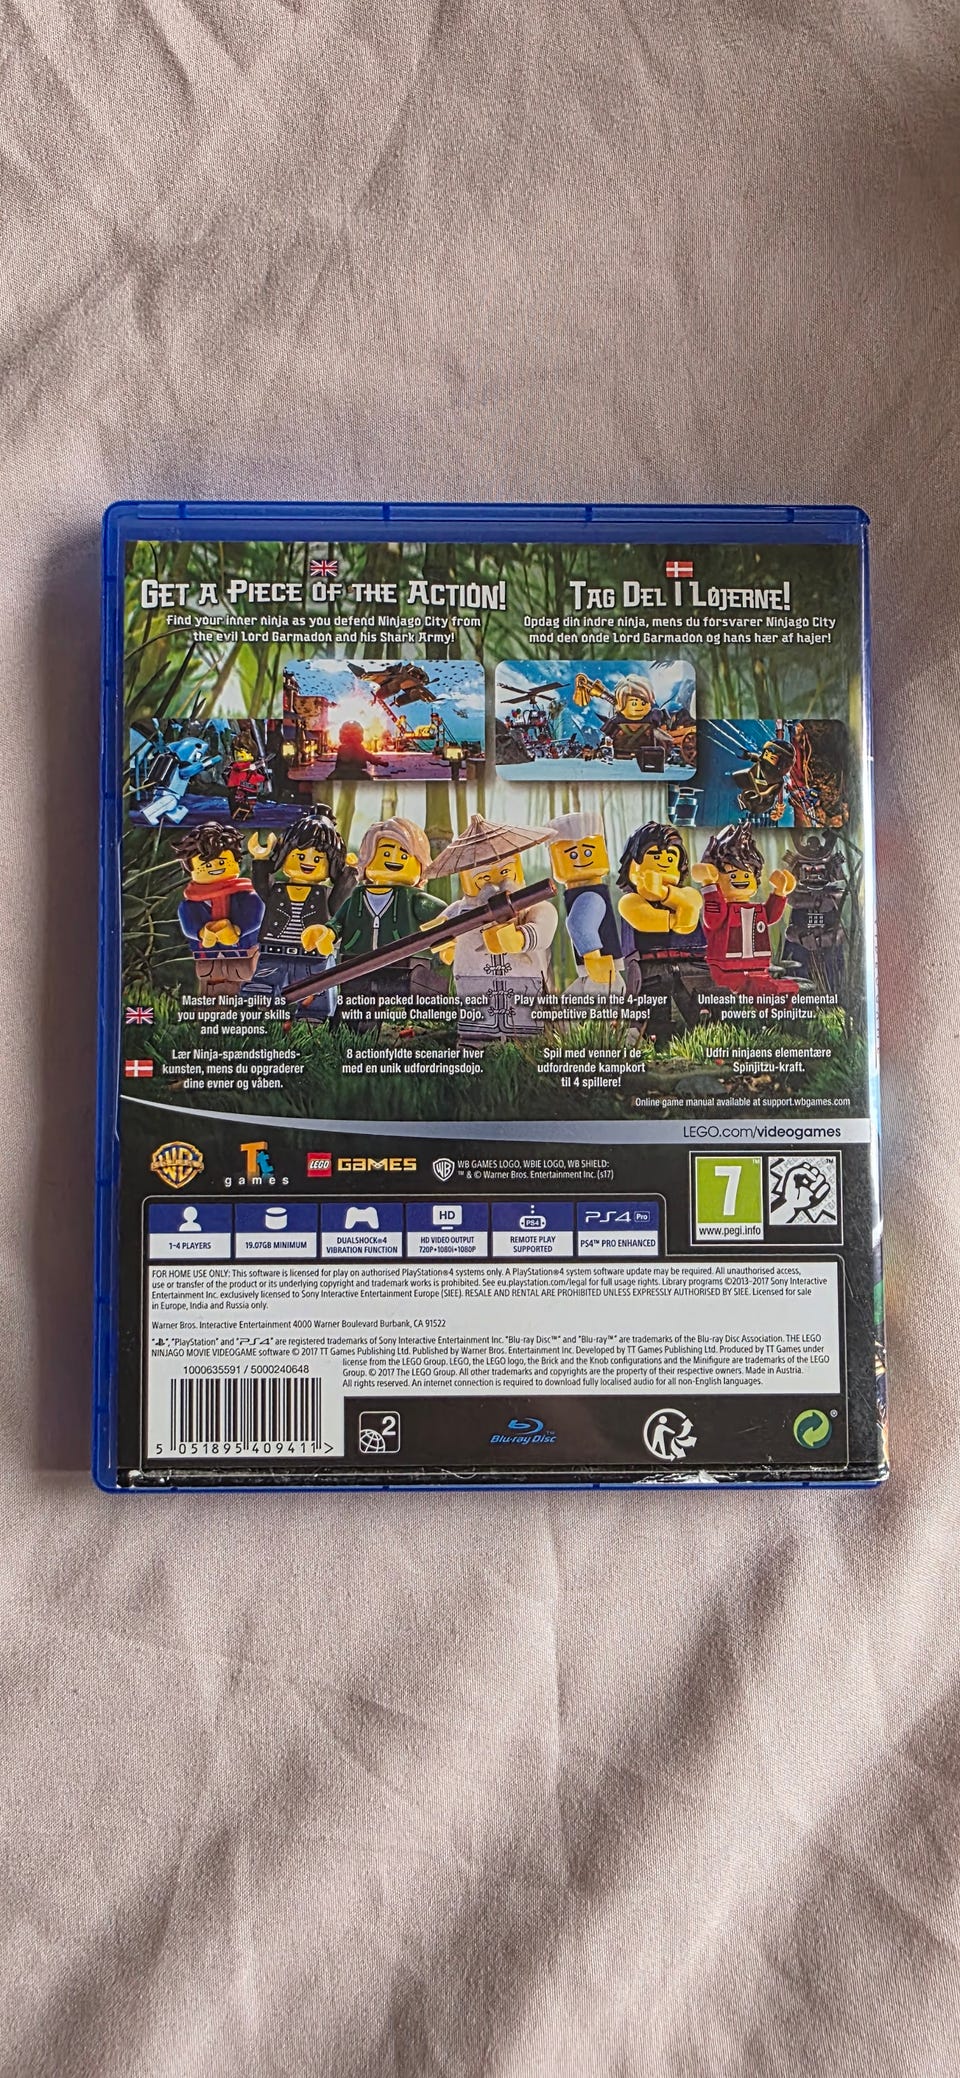 GET A PIECE OF THE ACTION!
Find your inner ninja as you defend Ninjago City from
the evil Lord Garmadon and his Shark Army!
TAG DEL I LØJERNE!
Opdag din indre ninja, mens du forsvarer Ninjago City
mod den onde Lord Garmadon og hans hær af hajer!
Master Ninja-gility as
you upgrade your skills
and weapons.
8 action packed locations, each
with a unique Challenge Dojo.
Play with friends in the 4-player
competitive Battle Maps!
Unleash the ninjas' elemental
powers of Spinjitzu.
Lær Ninja-spændstigheds-
kunsten, mens du opgraderer
dine evner og våben.
8 actionfyldte scenarier hver
med en unik udfordringsdojo.
Spil med venner i de
udfordrende kampkort
til 4 spillere!
Udfri ninjaens elementære
Spinjitzu-kraft.
Online game manual available at support.wbgames.com
LEGO.com/videogames
WB
Tt
games
LEGO GAMES
WB
WB GAMES LOGO, WBIE LOGO, WB SHIELD:
™ & © Warner Bros. Entertainment Inc. (s17)
7
www.pegi.info
1-4 PLAYERS
19.07GB MINIMUM
DUALSHOCK®4
VIBRATION FUNCTION
HD
HD VIDEO OUTPUT
720P•1080i•1080P
PS4
REMOTE PLAY
SUPPORTED
PS4 Pro
PS4™ PRO ENHANCED
FOR HOME USE ONLY: This software is licensed for play on authorised PlayStation®4 systems only. A PlayStation®4 system software update may be required. All unauthorised access,
use or transfer of the product or its underlying copyright and trademark works is prohibited. See eu.playstation.com/legal for full usage rights. Library programs ©2013-2017 Sony Interactive
Entertainment Inc. exclusively licensed to Sony Interactive Entertainment Europe (SIEE). RESALE AND RENTAL ARE PROHIBITED UNLESS EXPRESSLY AUTHORISED BY SIEE. Licensed for sale
in Europe, India and Russia only.
Warner Bros. Interactive Entertainment 4000 Warner Boulevard Burbank, CA 91522
"PS", "PlayStation" and "PS4" are registered trademarks of Sony Interactive Entertainment Inc. "Blu-ray Disc™" and "Blu-ray™" are trademarks of the Blu-ray Disc Association. THE LEGO
NINJAGO MOVIE VIDEOGAME software © 2017 TT Games Publishing Ltd. Published by Warner Bros. Entertainment Inc. Developed by TT Games Publishing Ltd. Produced by TT Games under
license from the LEGO Group. LEGO, the LEGO logo, the Brick and the Knob configurations and the Minifigure are trademarks of the LEGO
Group. © 2017 The LEGO Group. All other trademarks and copyrights are the property of their respective owners. Made in Austria.
All rights reserved. An internet connection is required to download fully localised audio for all non-English languages.
1000635591 / 5000240648
5 051895 409411 >
2
Blu-ray Disc™